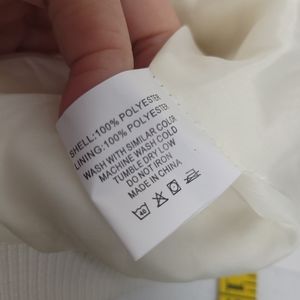 SHELL:100% POLYESTER
LINING:100% POLYESTER
WASH WITH SIMILAR COLOR
MACHINE WASH COLD
TUMBLE DRY LOW
DO NOT IRON
MADE IN CHINA
40